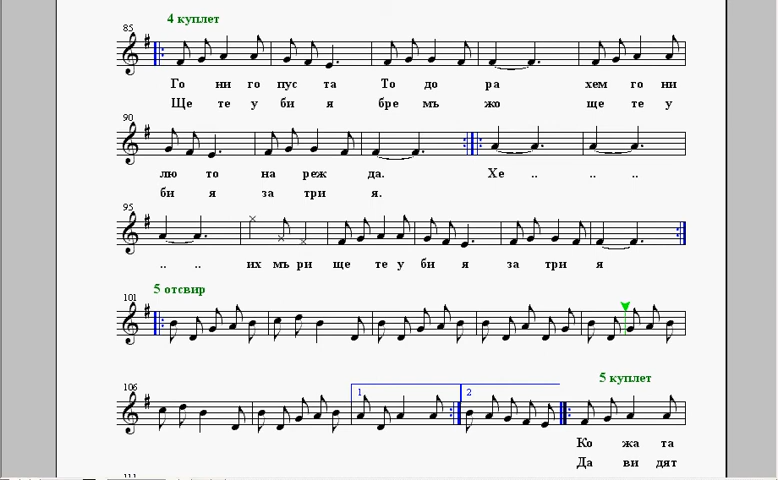 4 куплет
85
Го ни го пус та То до ра хем го ни
Ще те у би я бре мъ жо ще те у
90
лю то на реж да. Хе .. .. ..
би я за три я.
95
.. .. их мъ ри ще те у би я за три я
5 отсвир
101
106
1 2
5 куплет
Ко жа та
Да ви дят